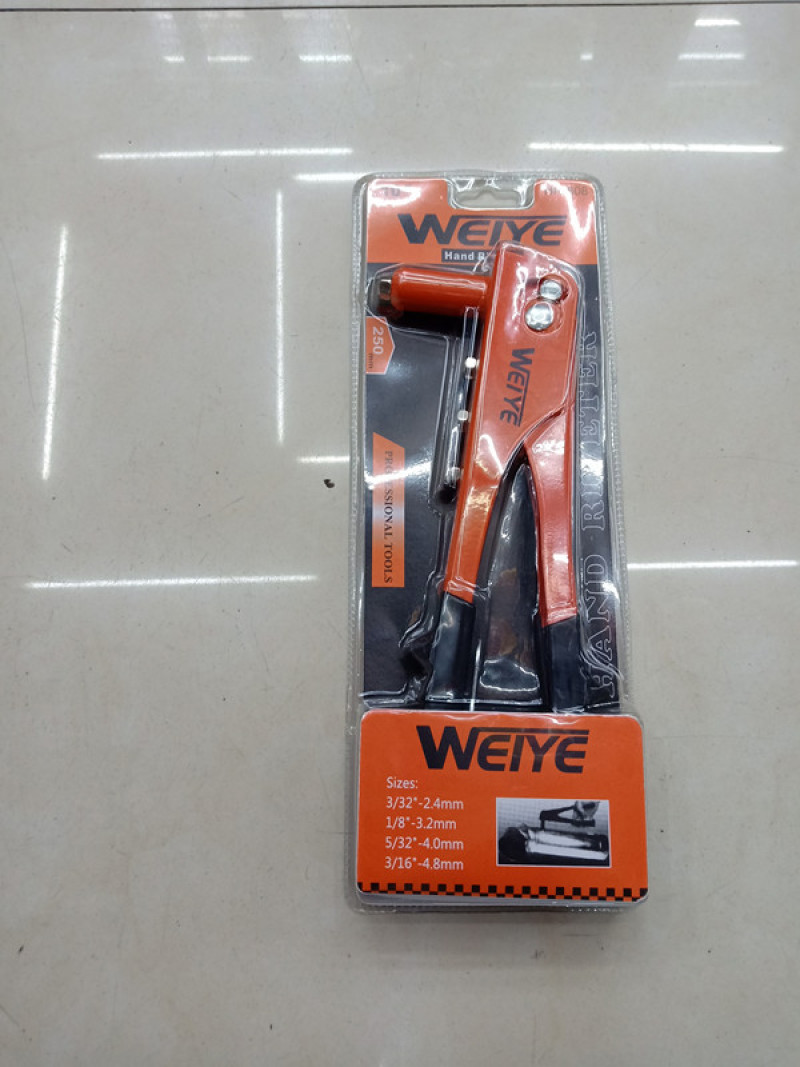 WEIYE
Hand
250mm
WEIYE
PROFESSIONAL TOOLS
HAND RIVETER
WEIYE
Sizes:
3/32"-2.4mm
1/8"-3.2mm
5/32"-4.0mm
3/16"-4.8mm